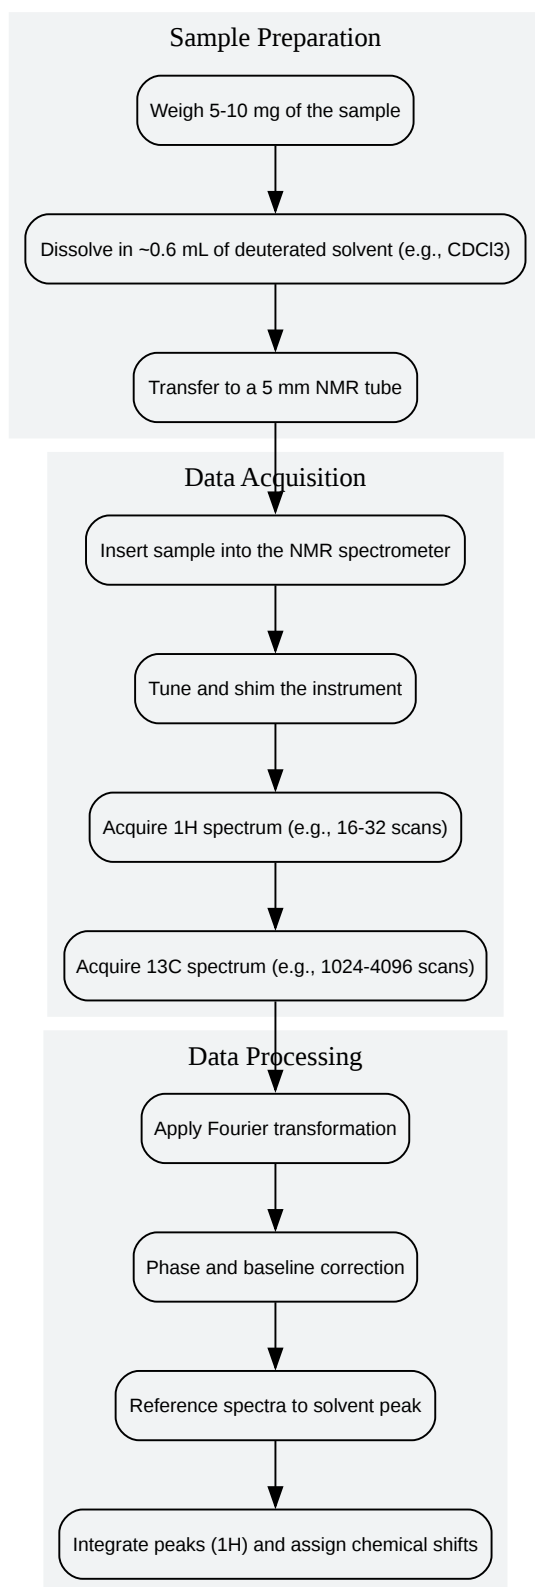 Sample Preparation
Weigh 5-10 mg of the sample
Dissolve in ~0.6 mL of deuterated solvent (e.g., CDCl3)
Transfer to a 5 mm NMR tube
Data Acquisition
Insert sample into the NMR spectrometer
Tune and shim the instrument
Acquire 1H spectrum (e.g., 16-32 scans)
Acquire 13C spectrum (e.g., 1024-4096 scans)
Data Processing
Apply Fourier transformation
Phase and baseline correction
Reference spectra to solvent peak
Integrate peaks (1H) and assign chemical shifts